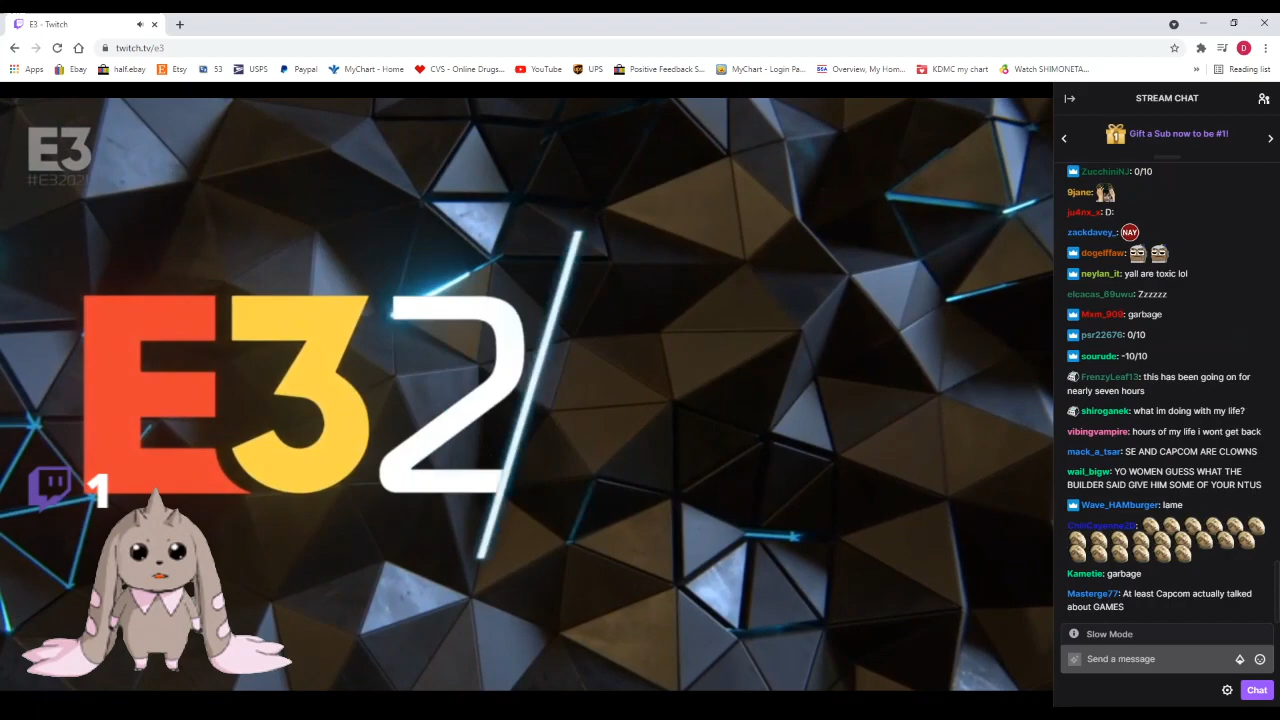 E3 - Twitch
twitch.tv/e3
D
Apps
Ebay
half.ebay
Etsy
53
USPS
Paypal
MyChart - Home
CVS - Online Drugs...
YouTube
UPS
Positive Feedback S...
MyChart - Login Pa...
Overview, My Hom...
KDMC my chart
Watch SHIMONETA...
»
Reading list
E3
#E32021
E32
1
STREAM CHAT
1
Gift a Sub now to be #1!
ZucchiniNJ: 0/10
9jane:
ju4nx_x: D:
zackdavey_: NAY
dogelffaw:
neylan_it: yall are toxic lol
elcacas_69uwu: Zzzzzz
Mxm_909: garbage
psr22676: 0/10
sourude: -10/10
FrenzyLeaf13: this has been going on for
nearly seven hours
shiroganek: what im doing with my life?
vibingvampire: hours of my life i wont get back
mack_a_tsar: SE AND CAPCOM ARE CLOWNS
wail_bigw: YO WOMEN GUESS WHAT THE
BUILDER SAID GIVE HIM SOME OF YOUR NTUS
Wave_HAMburger: lame
ChiliCayenne2D:
Kametie: garbage
Masterge77: At least Capcom actually talked
about GAMES
Slow Mode
Send a message
Chat